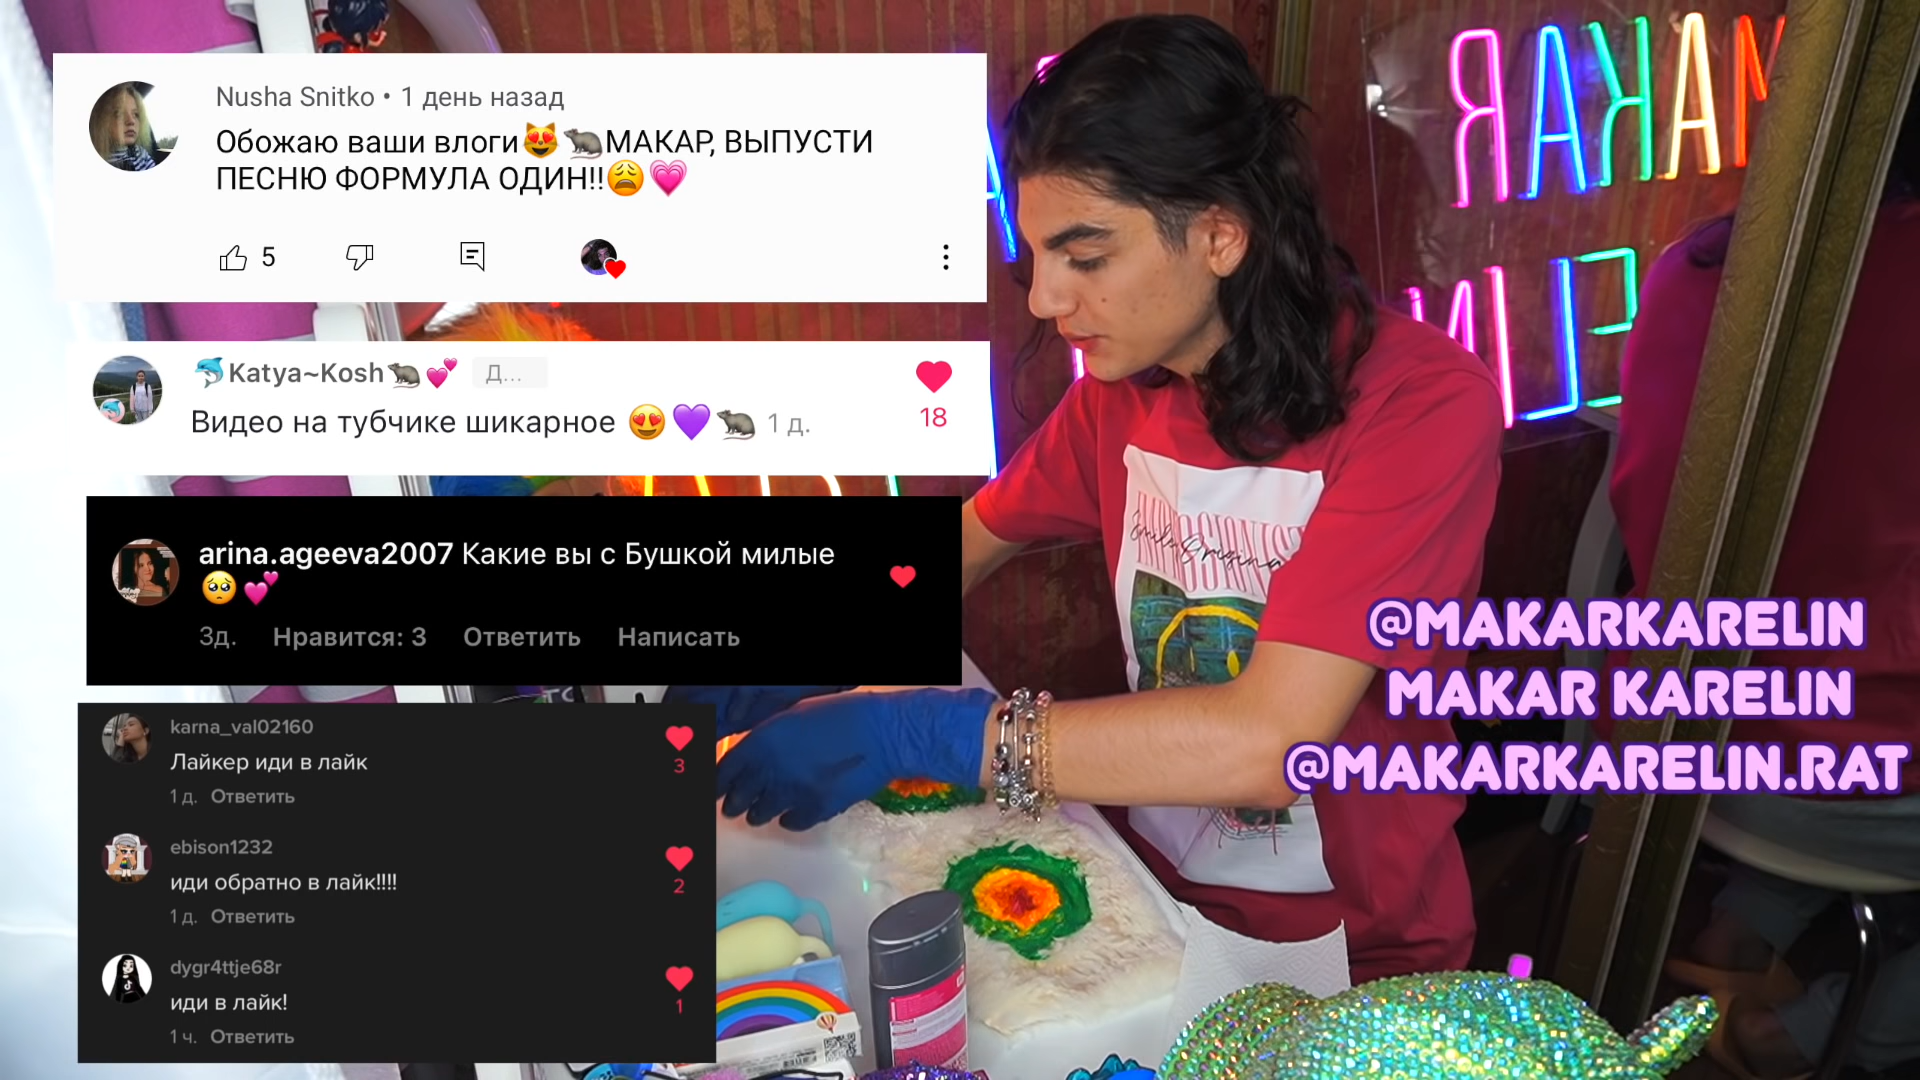 Nusha Snitko • 1 день назад
Обожаю ваши влоги😻🐀МАКАР, ВЫПУСТИ
ПЕСНЮ ФОРМУЛА ОДИН!!😩💗
5
🐬Katya~Kosh🐀💕 Д...
Видео на тубчике шикарное 😍💜🐀 1 д.
18
arina.ageeva2007 Какие вы с Бушкой милые
🥺💕
3д. Нравится: 3 Ответить Написать
karna_val02160
Лайкер иди в лайк
3
1 д. Ответить
ebison1232
иди обратно в лайк!!!!
2
1 д. Ответить
dygr4ttje68r
иди в лайк!
1
1 ч. Ответить
MAKAR
Smile Original
@MAKARKARELIN
MAKAR KARELIN
@MAKARKARELIN.RAT